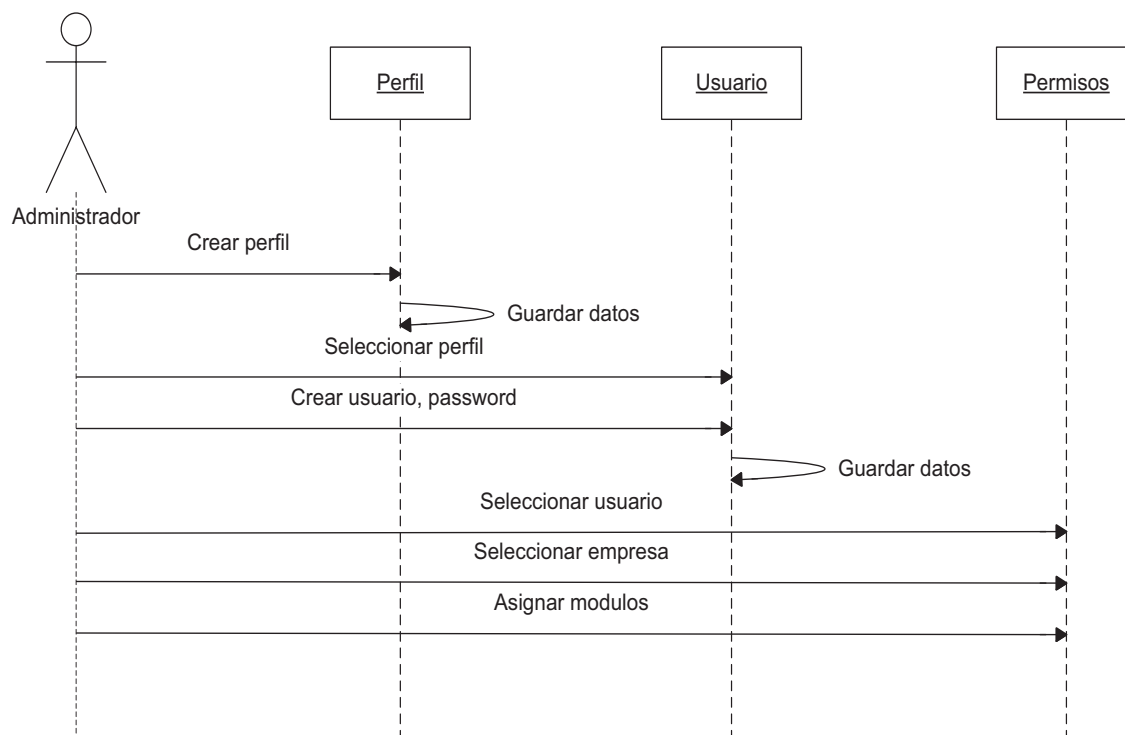 Perfil
Usuario
Permisos
Administrador
Crear perfil
Guardar datos
Seleccionar perfil
Crear usuario, password
Guardar datos
Seleccionar usuario
Seleccionar empresa
Asignar modulos